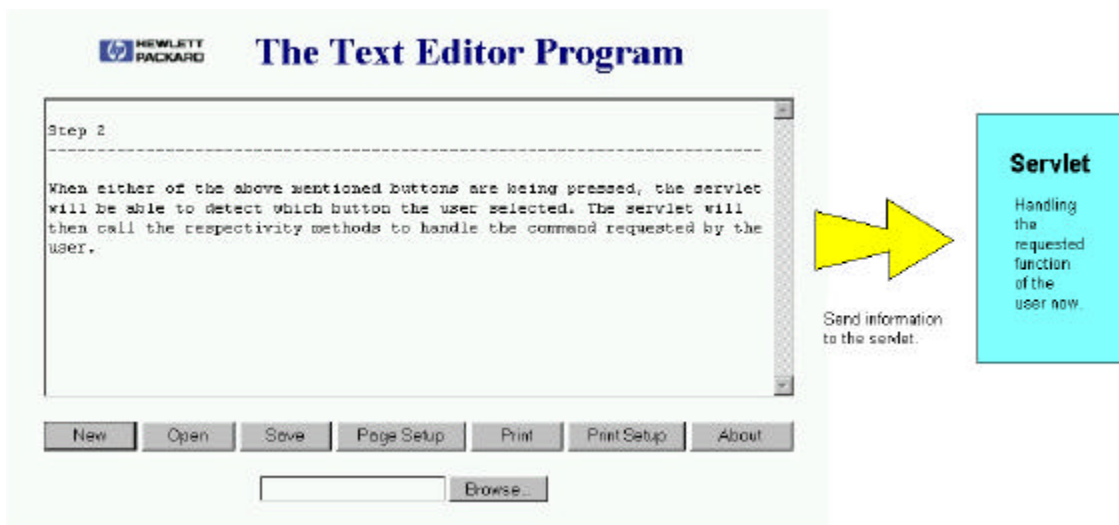 HEWLETT
PACKARD
The Text Editor Program
Step 2
--------------------------------------------------------------------
When either of the above mentioned buttons are being pressed, the servlet
will be able to detect which button the user selected. The servlet will
then call the respectivity methods to handle the command requested by the
user.
New Open Save Page Setup Print Print Setup About
Browse...
Send information
to the servlet.
Servlet
Handling
the
requested
function
of the
user now.